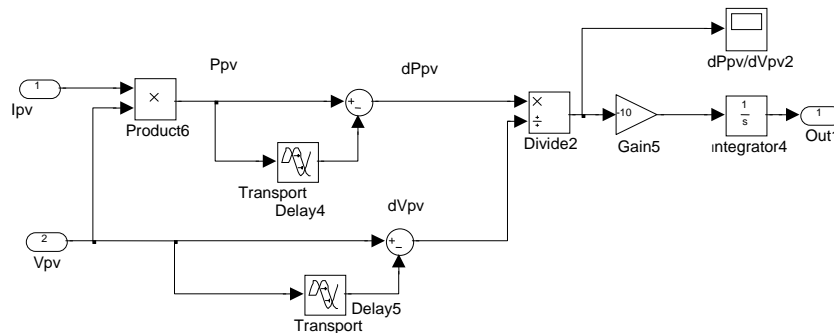 1
Ipv
2
Vpv
×
Product6
Ppv
Transport
Delay4
Transport
Delay5
+
−
dPpv
+
−
dVpv
×
÷
Divide2
dPpv/dVpv2
-10
Gain5
1
s
ntegrator4
1
Out1